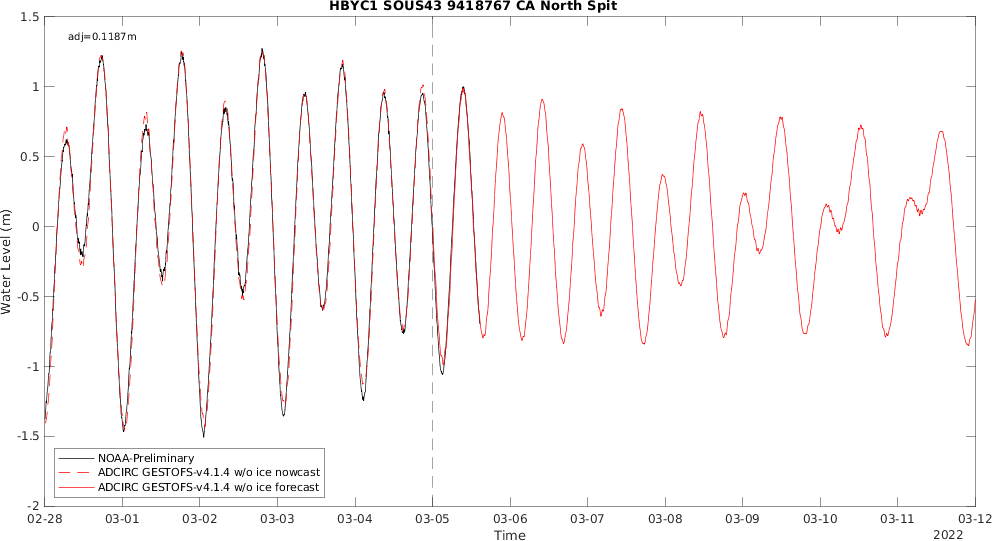 HBYC1 SOUS43 9418767 CA North Spit
adj=0.1187m
1.5
1
0.5
0
-0.5
-1
-1.5
-2
Water Level (m)
NOAA-Preliminary
ADCIRC GESTOFS-v4.1.4 w/o ice nowcast
ADCIRC GESTOFS-v4.1.4 w/o ice forecast
02-28 03-01 03-02 03-03 03-04 03-05 03-06 03-07 03-08 03-09 03-10 03-11 03-12
Time
2022